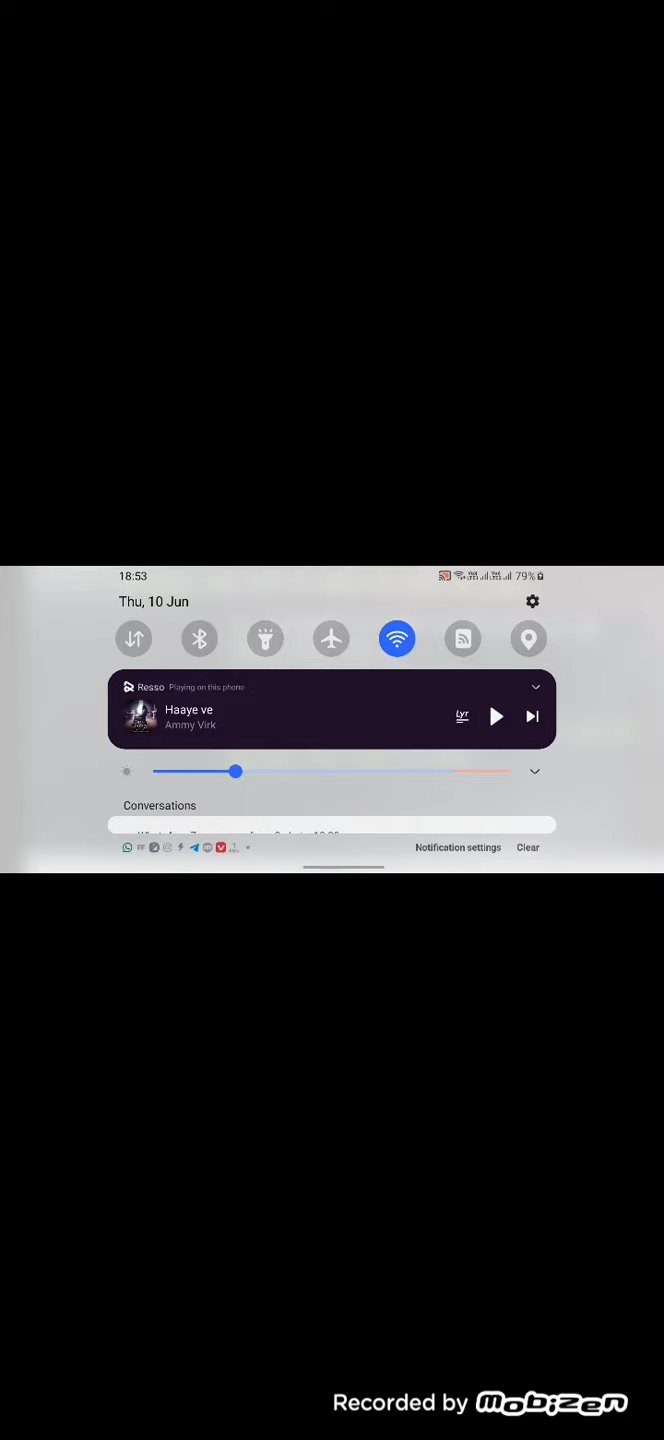 18:53
79%
Thu, 10 Jun
Resso Playing on this phone
Haaye ve
Ammy Virk
Lyr
Conversations
Notification settings Clear
Recorded by Mobizen